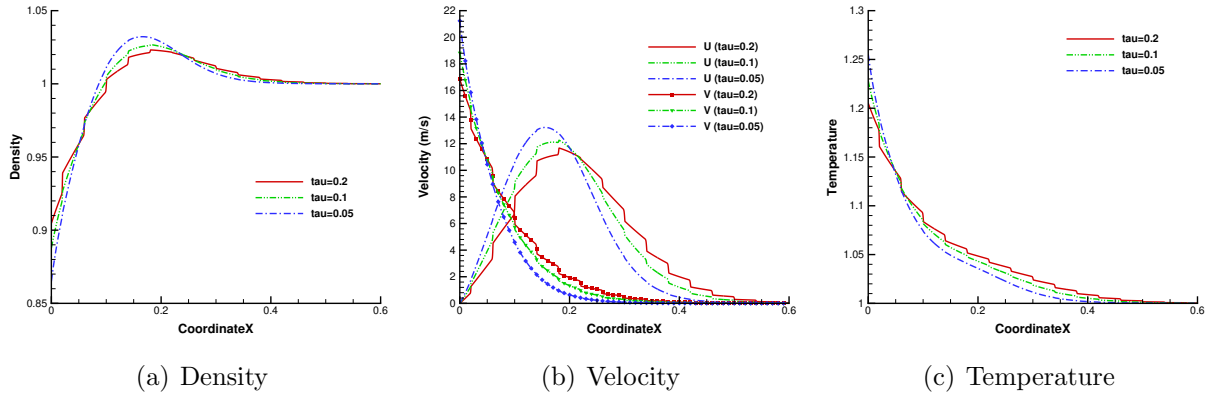 Density
1.05
1
0.95
0.9
0.85
0
0.2
0.4
0.6
CoordinateX
tau=0.2
tau=0.1
tau=0.05
(a) Density
Velocity (m/s)
22
20
18
16
14
12
10
8
6
4
2
0
0
0.2
0.4
0.6
CoordinateX
U (tau=0.2)
U (tau=0.1)
U (tau=0.05)
V (tau=0.2)
V (tau=0.1)
V (tau=0.05)
(b) Velocity
Temperature
1.3
1.25
1.2
1.15
1.1
1.05
1
0
0.2
0.4
0.6
CoordinateX
tau=0.2
tau=0.1
tau=0.05
(c) Temperature